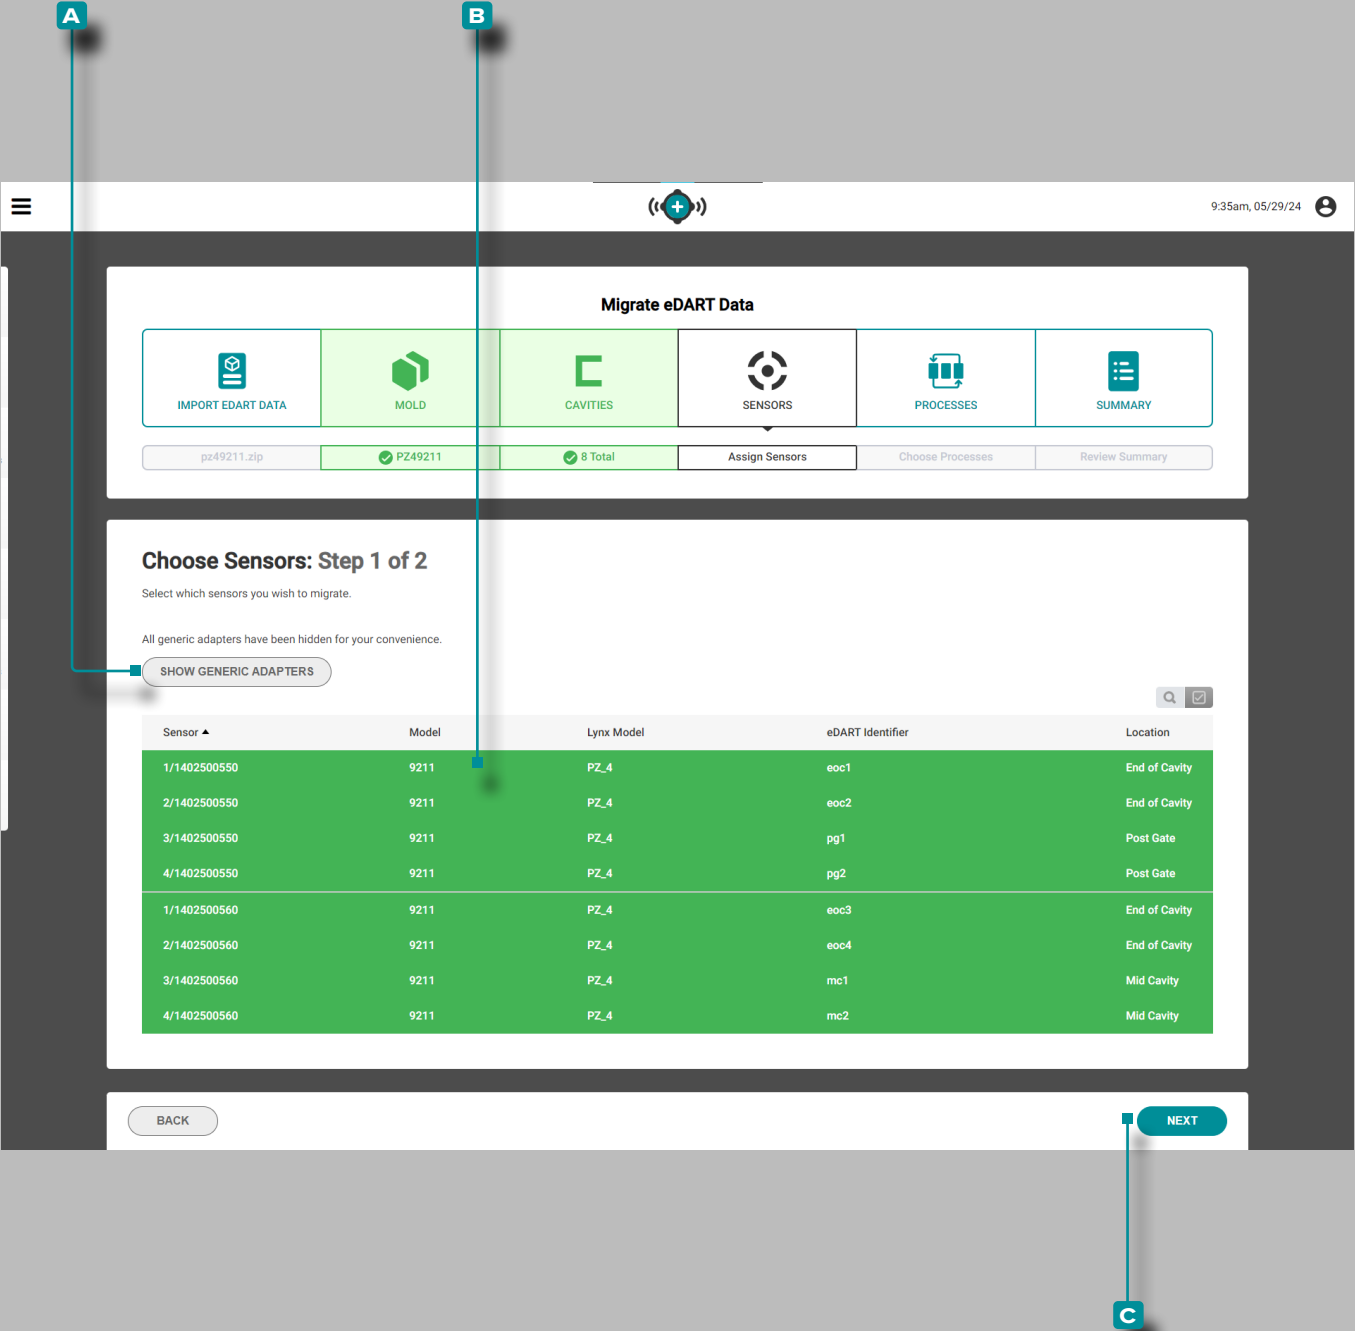 A B
9:35am, 05/29/24
Migrate eDART Data
IMPORT EDART DATA MOLD CAVITIES SENSORS PROCESSES SUMMARY
pz49211.zip PZ49211 8 Total Assign Sensors Choose Processes Review Summary
Choose Sensors: Step 1 of 2
Select which sensors you wish to migrate.
All generic adapters have been hidden for your convenience.
SHOW GENERIC ADAPTERS
Sensor Model Lynx Model eDART Identifier Location
1/1402500550 9211 PZ_4 eoc1 End of Cavity
2/1402500550 9211 PZ_4 eoc2 End of Cavity
3/1402500550 9211 PZ_4 pg1 Post Gate
4/1402500550 9211 PZ_4 pg2 Post Gate
1/1402500560 9211 PZ_4 eoc3 End of Cavity
2/1402500560 9211 PZ_4 eoc4 End of Cavity
3/1402500560 9211 PZ_4 mc1 Mid Cavity
4/1402500560 9211 PZ_4 mc2 Mid Cavity
BACK NEXT
C